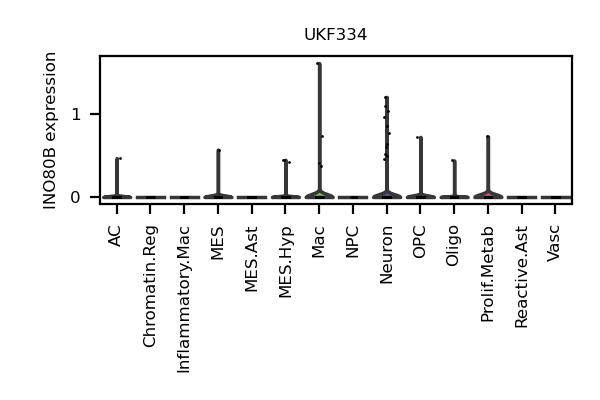 UKF334
INO80B expression
1
0
AC
Chromatin.Reg
Inflammatory.Mac
MES
MES.Ast
MES.Hyp
Mac
NPC
Neuron
OPC
Oligo
Prolif.Metab
Reactive.Ast
Vasc